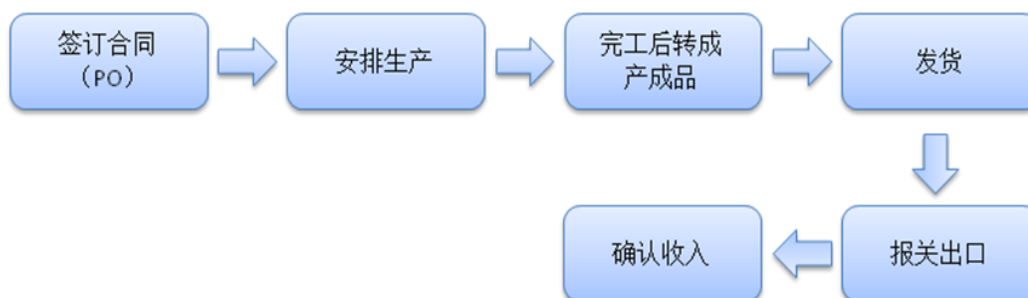 签订合同
（PO）
安排生产
完工后转成
产成品
发货
报关出口
确认收入